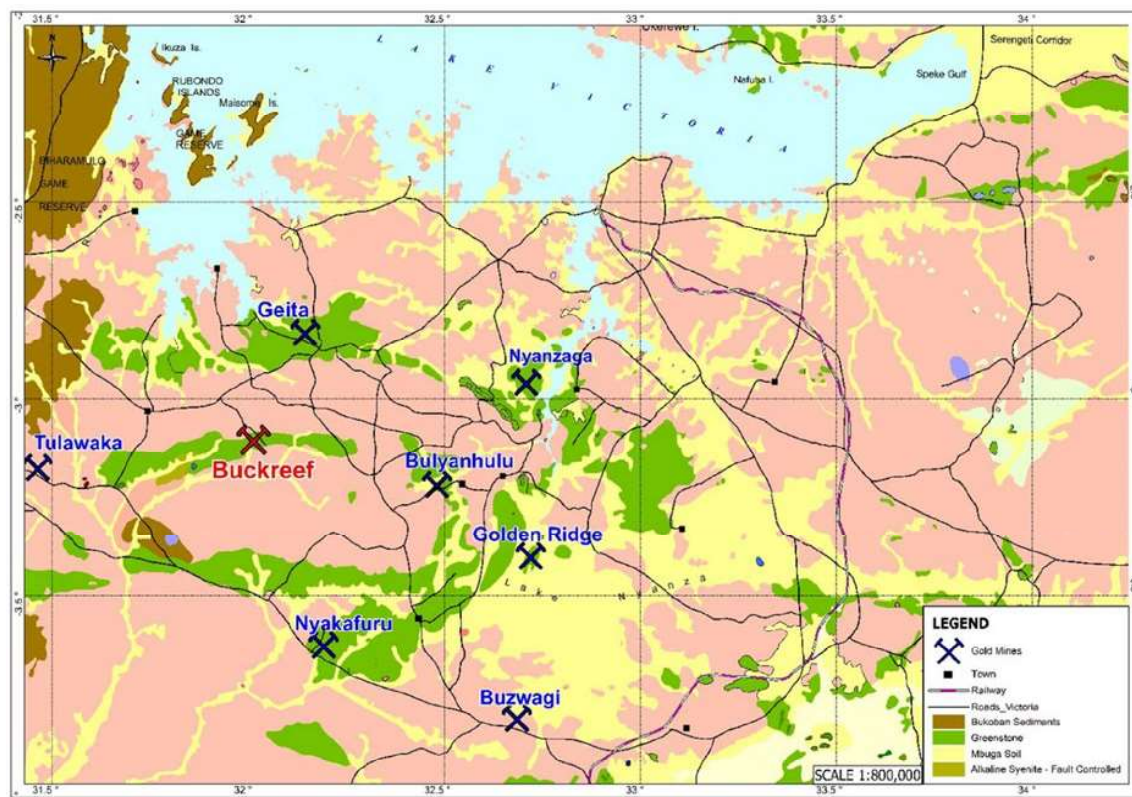 31.5 °
32 °
32.5 °
33 °
33.5 °
34 °
N
Ikuza Is.
RUBONDO
ISLANDS
Maisome Is.
GAME
RESERVE
BIHARAMULO
GAME
RESERVE
LAKE VICTORIA
Ukerewe I.
Nafuba I.
Serengeti Corridor
Speke Gulf
-2.5
-2.5
Geita
Nyanzaga
-3 °
-3 °
Tulawaka
Buckreef
Bulyanhulu
Golden Ridge
Lake Nyanza
-3.5 °
Nyakafuru
Buzwagi
LEGEND
Gold Mines
Town
Railway
Roads_Victoria
Bukoban Sediments
Greenstone
Mbuga Soil
Alkaline Syenite - Fault Controlled
SCALE 1:800,000
31.5 °
32 °
32.5 °
33 °
33.5 °
34 °